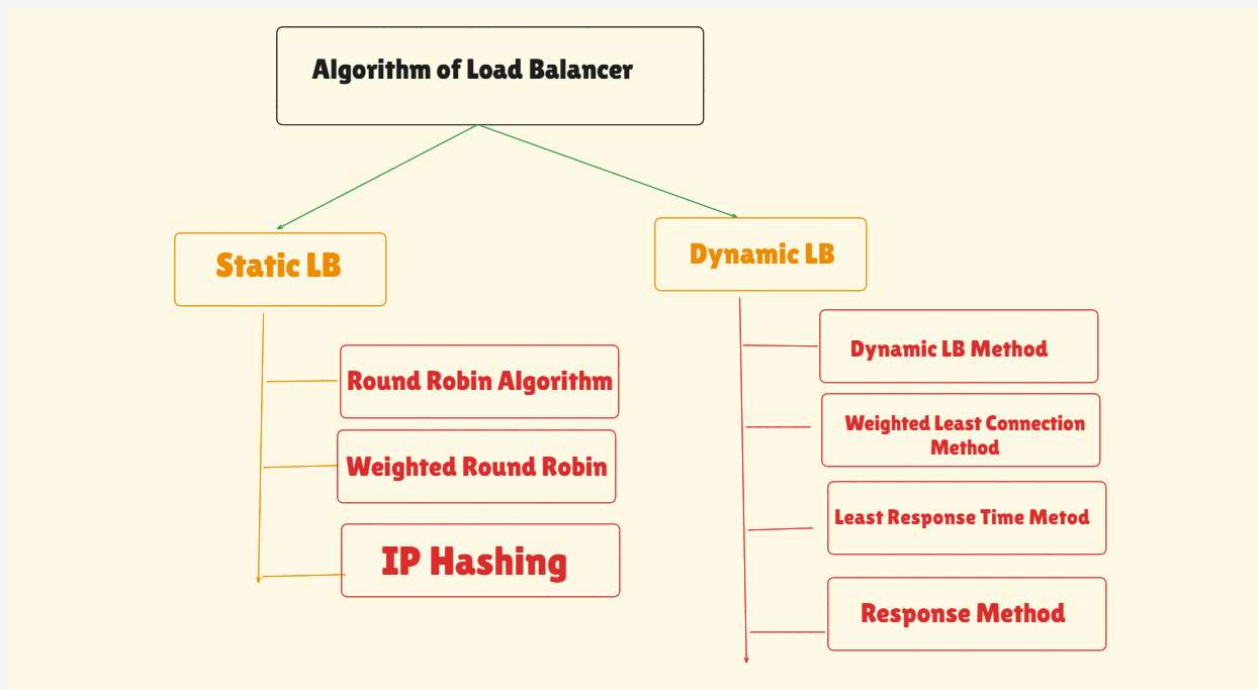 Algorithm of Load Balancer
Static LB
Round Robin Algorithm
Weighted Round Robin
IP Hashing
Dynamic LB
Dynamic LB Method
Weighted Least Connection
Method
Least Response Time Metod
Response Method